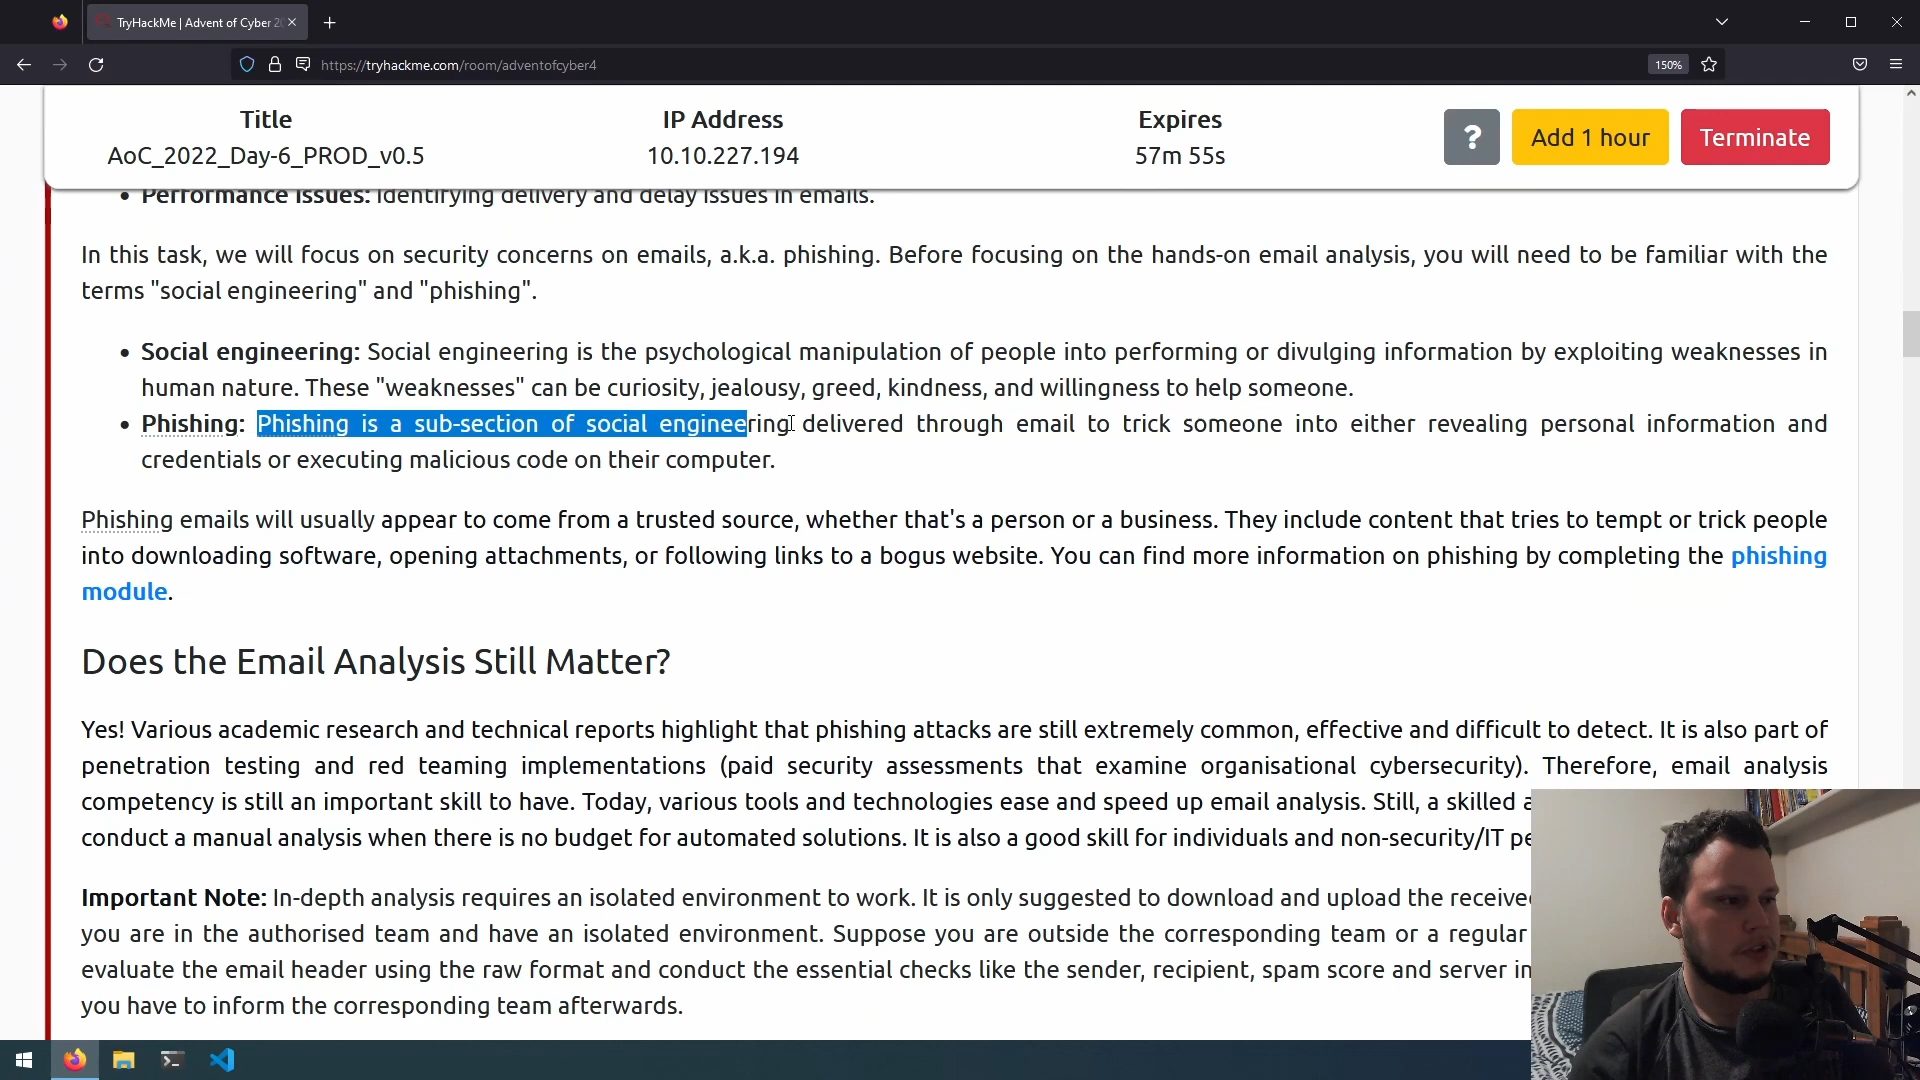 TryHackMe | Advent of Cyber 20
https://tryhackme.com/room/adventofcyber4
150%
Title
IP Address
Expires
AoC_2022_Day-6_PROD_v0.5
10.10.227.194
57m 55s
?
Add 1 hour
Terminate
• Performance issues: Identifying delivery and delay issues in emails.
In this task, we will focus on security concerns on emails, a.k.a. phishing. Before focusing on the hands-on email analysis, you will need to be familiar with the
terms "social engineering" and "phishing".
• Social engineering: Social engineering is the psychological manipulation of people into performing or divulging information by exploiting weaknesses in
human nature. These "weaknesses" can be curiosity, jealousy, greed, kindness, and willingness to help someone.
• Phishing: Phishing is a sub-section of social engineering delivered through email to trick someone into either revealing personal information and
credentials or executing malicious code on their computer.
Phishing emails will usually appear to come from a trusted source, whether that's a person or a business. They include content that tries to tempt or trick people
into downloading software, opening attachments, or following links to a bogus website. You can find more information on phishing by completing the phishing
module.
Does the Email Analysis Still Matter?
Yes! Various academic research and technical reports highlight that phishing attacks are still extremely common, effective and difficult to detect. It is also part of
penetration testing and red teaming implementations (paid security assessments that examine organisational cybersecurity). Therefore, email analysis
competency is still an important skill to have. Today, various tools and technologies ease and speed up email analysis. Still, a skilled
conduct a manual analysis when there is no budget for automated solutions. It is also a good skill for individuals and non-security/IT
Important Note: In-depth analysis requires an isolated environment to work. It is only suggested to download and upload the received
you are in the authorised team and have an isolated environment. Suppose you are outside the corresponding team or a regular
evaluate the email header using the raw format and conduct the essential checks like the sender, recipient, spam score and server
you have to inform the corresponding team afterwards.